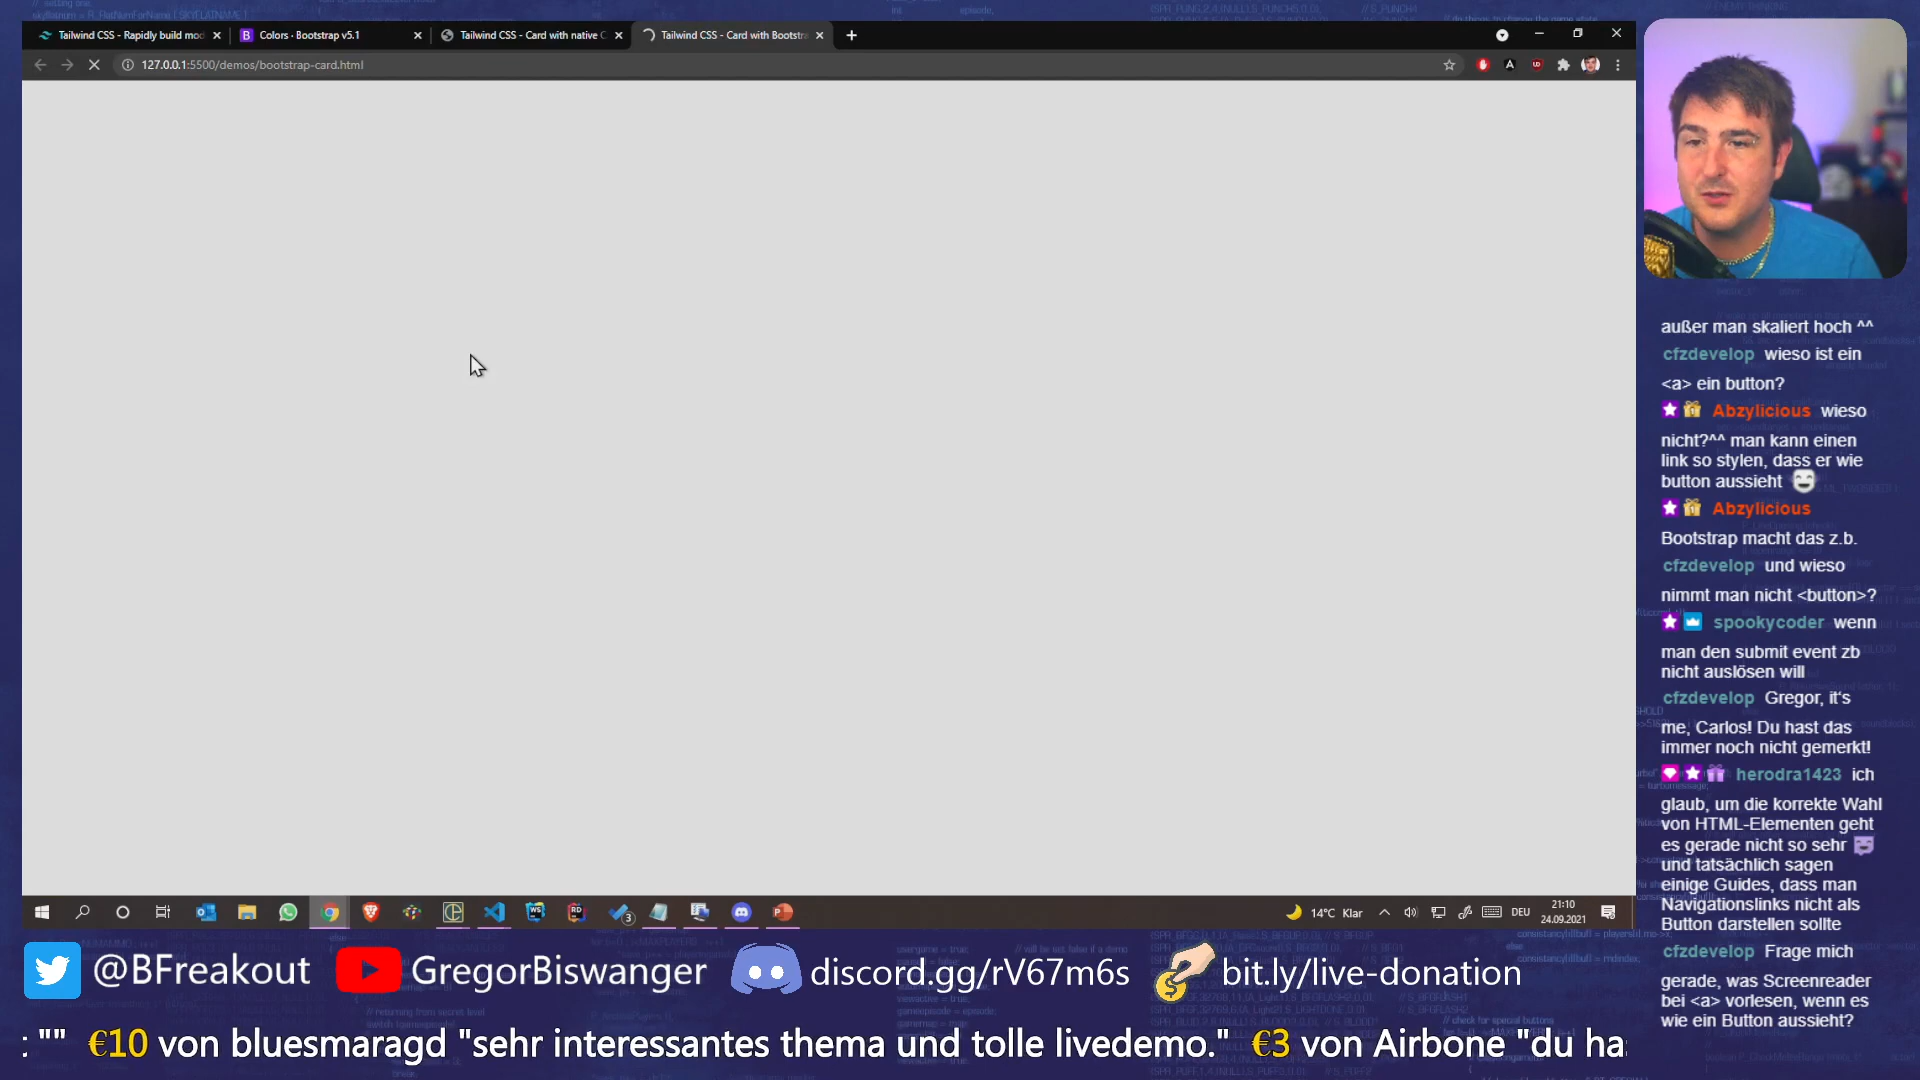 Tailwind CSS - Rapidly build mod
Colors · Bootstrap v5.1
Tailwind CSS - Card with native C
Tailwind CSS - Card with Bootstra
127.0.0.1:5500/demos/bootstrap-card.html
außer man skaliert hoch ^^
cfzdevelop wieso ist ein
<a> ein button?
Abzylicious wieso
nicht?^^ man kann einen
link so stylen, dass er wie
button aussieht
Abzylicious
Bootstrap macht das z.b.
cfzdevelop und wieso
nimmt man nicht <button>?
spookycoder wenn
man den submit event zb
nicht auslösen will
cfzdevelop Gregor, it's
me, Carlos! Du hast das
immer noch nicht gemerkt!
herodra1423 ich
glaub, um die korrekte Wahl
von HTML-Elementen geht
es gerade nicht so sehr
und tatsächlich sagen
einige Guides, dass man
Navigationslinks nicht als
Button darstellen sollte
cfzdevelop Frage mich
gerade, was Screenreader
bei <a> vorlesen, wenn es
wie ein Button aussieht?
3
14°C Klar
DEU
21:10
24.09.2021
@BFreakout
GregorBiswanger
discord.gg/rV67m6s
bit.ly/live-donation
: "" €10 von bluesmaragd "sehr interessantes thema und tolle livedemo." €3 von Airbone "du ha